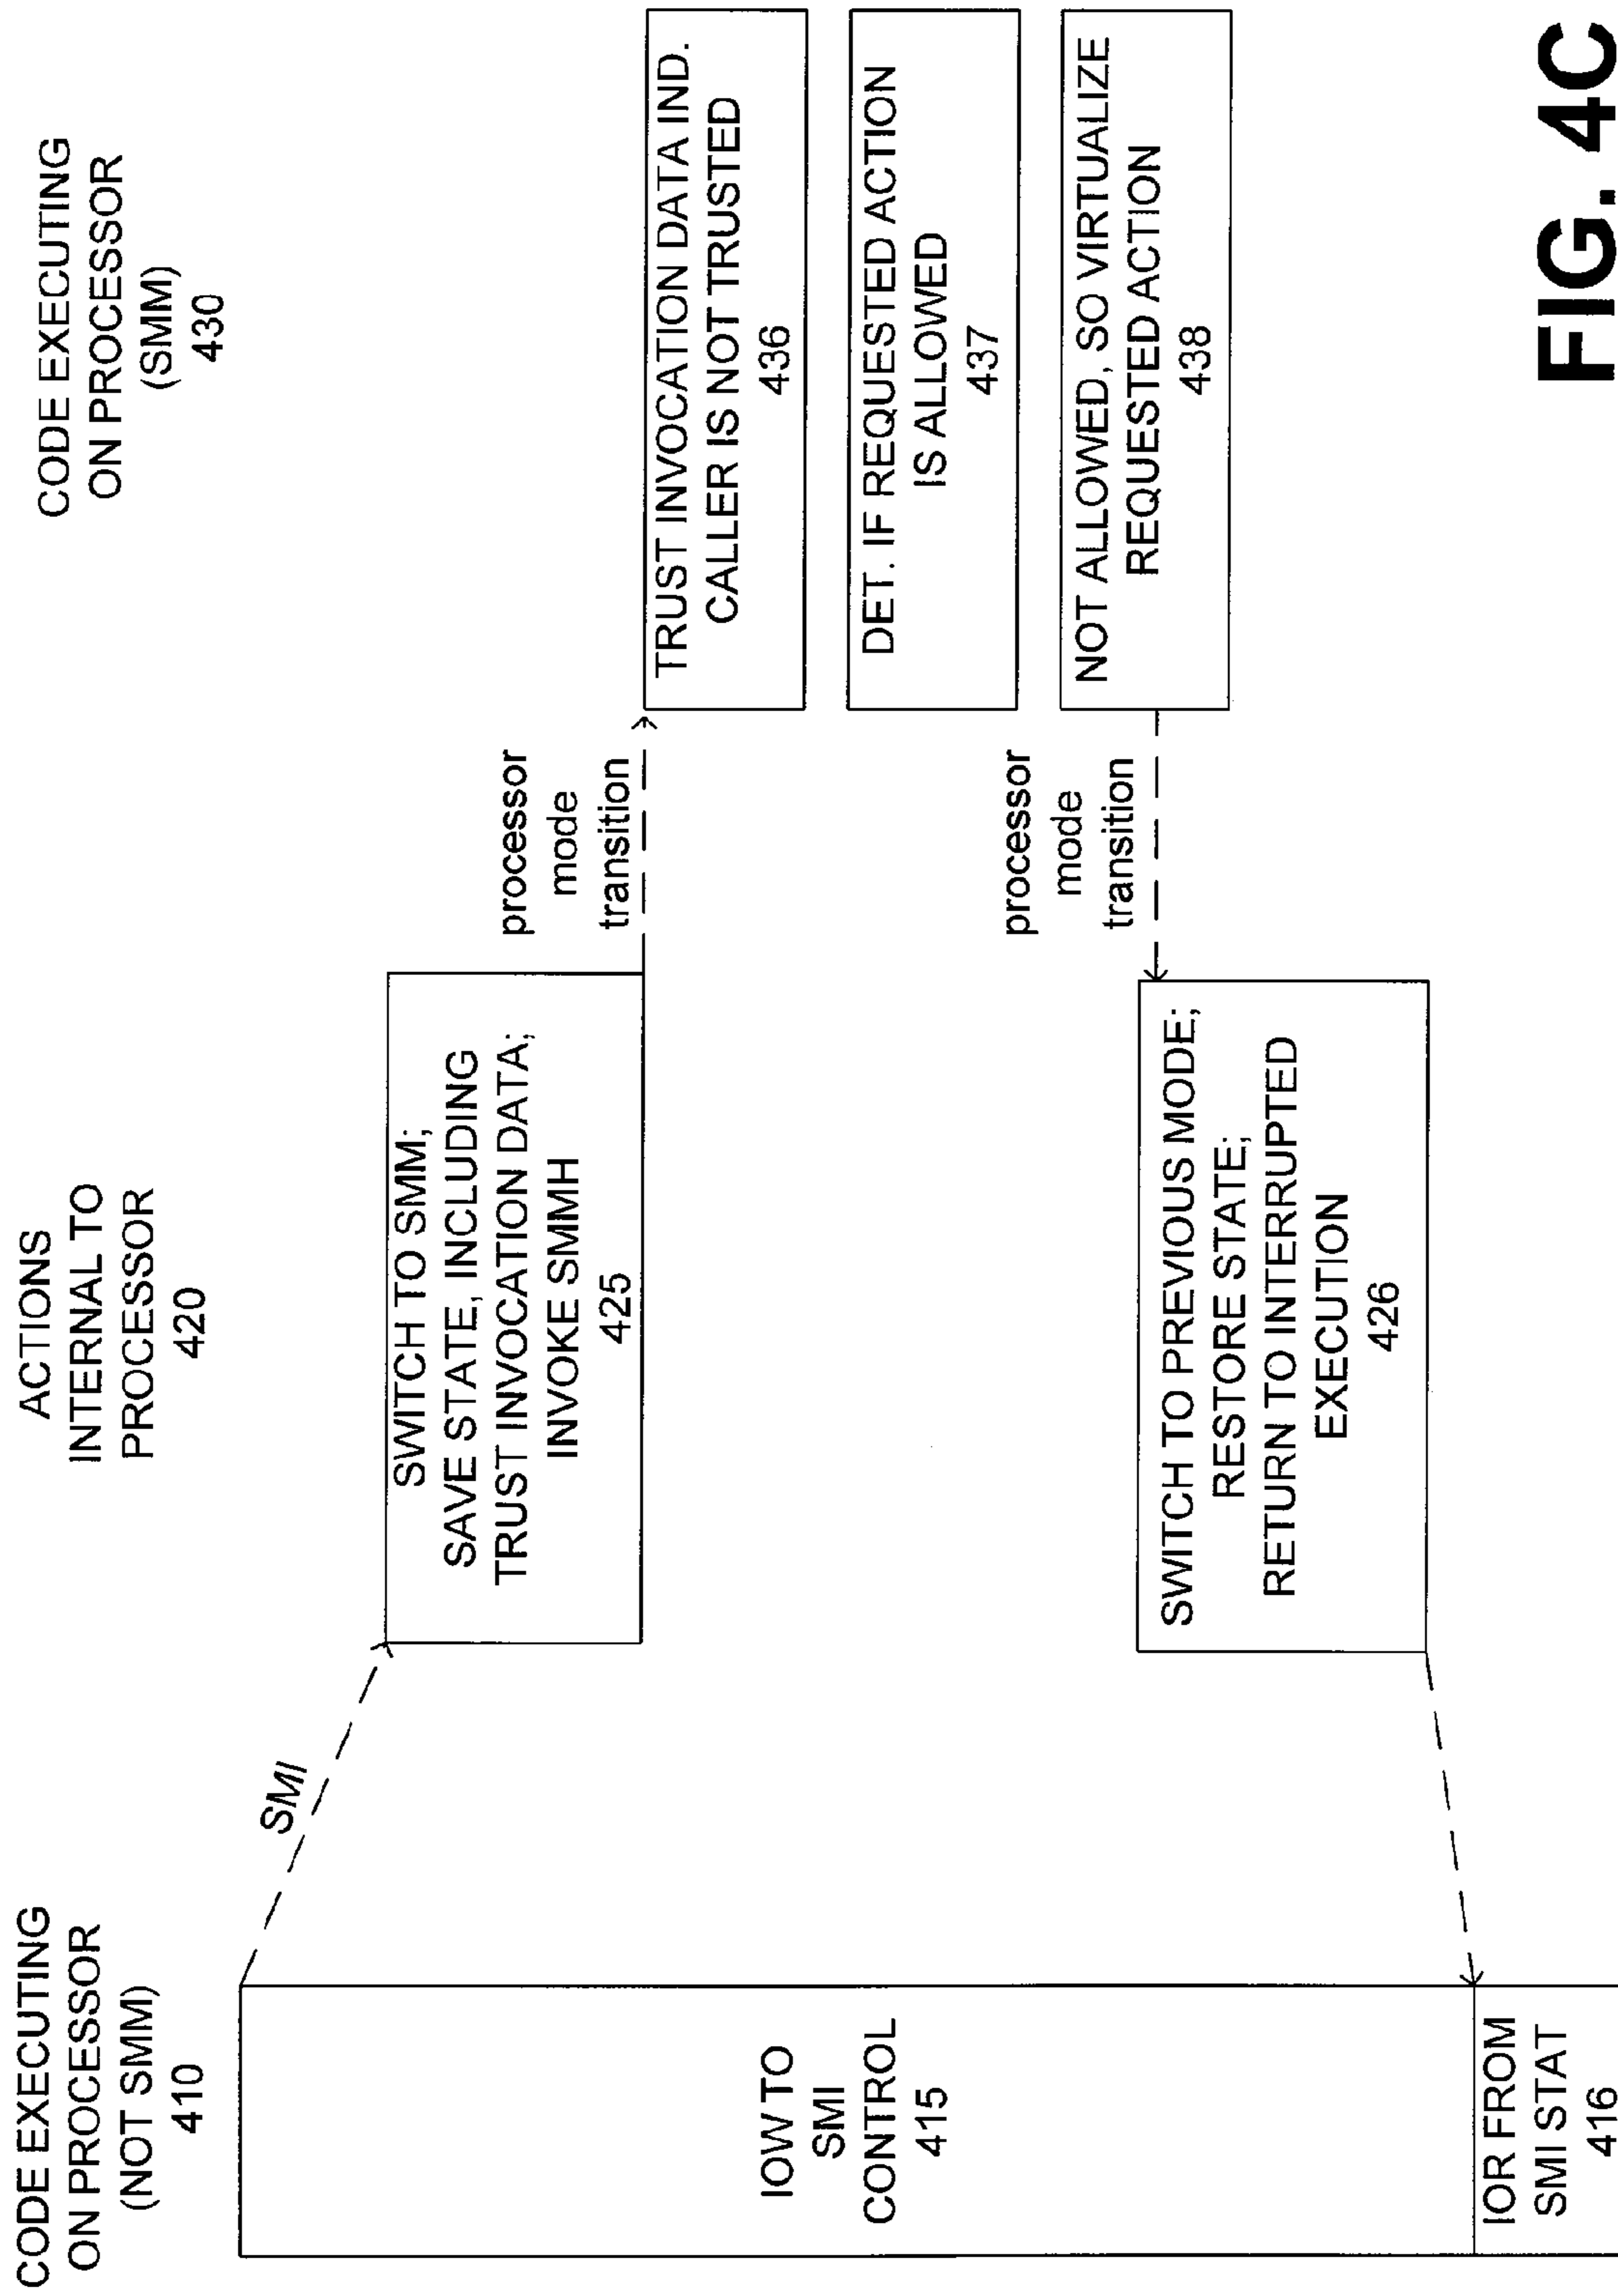 CODE EXECUTING
ON PROCESSOR
(NOT SMM)
410
ACTIONS
INTERNAL TO
PROCESSOR
420
CODE EXECUTING
ON PROCESSOR
(SMM)
430
SMI
IOW TO
SMI
CONTROL
415
SWITCH TO SMM;
SAVE STATE, INCLUDING
TRUST INVOCATION DATA;
INVOKE SMMH
425
processor
mode
transition
TRUST INVOCATION DATA IND.
CALLER IS NOT TRUSTED
436
DET. IF REQUESTED ACTION
IS ALLOWED
437
NOT ALLOWED, SO VIRTUALIZE
REQUESTED ACTION
438
processor
mode
transition
SWITCH TO PREVIOUS MODE;
RESTORE STATE;
RETURN TO INTERRUPTED
EXECUTION
426
IOR FROM
SMI STAT
416
FIG. 4C